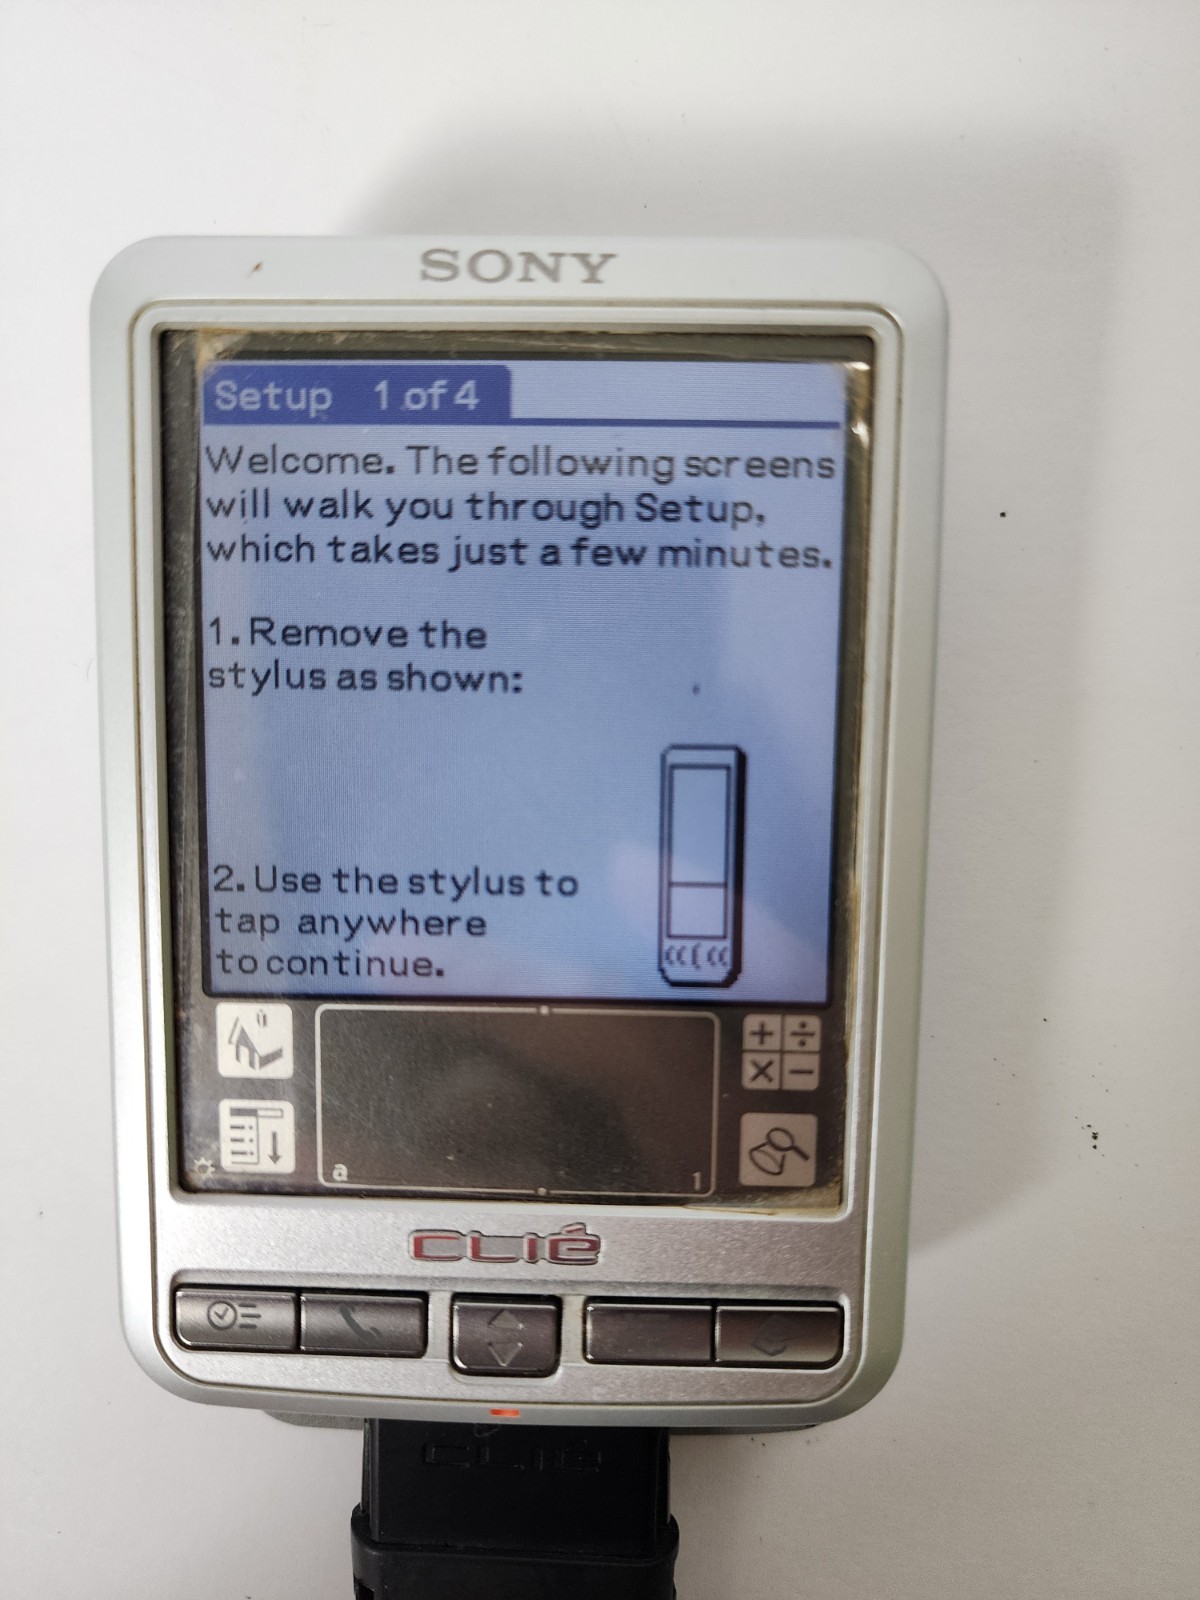 SONY
Setup 1 of 4
Welcome. The following screens
will walk you through Setup,
which takes just a few minutes.
1. Remove the
stylus as shown:
2. Use the stylus to
tap anywhere
to continue.
+ ÷
× −
a 1
CLIÉ
CLIÉ